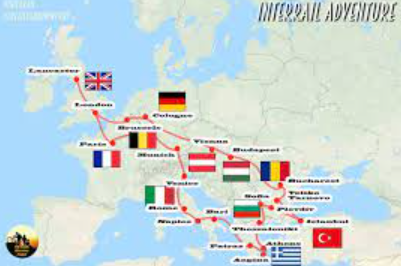 INTERRAIL ADVENTURE
Lancaster
London
Cologne
Brussels
Paris
Vienna
Budapest
Munich
Bucharest
Venice
Veliko
Tarnovo
Sofia
Plovdiv
Rome
Bari
Istanbul
Naples
Thessaloniki
Athens
Patras
Aegina